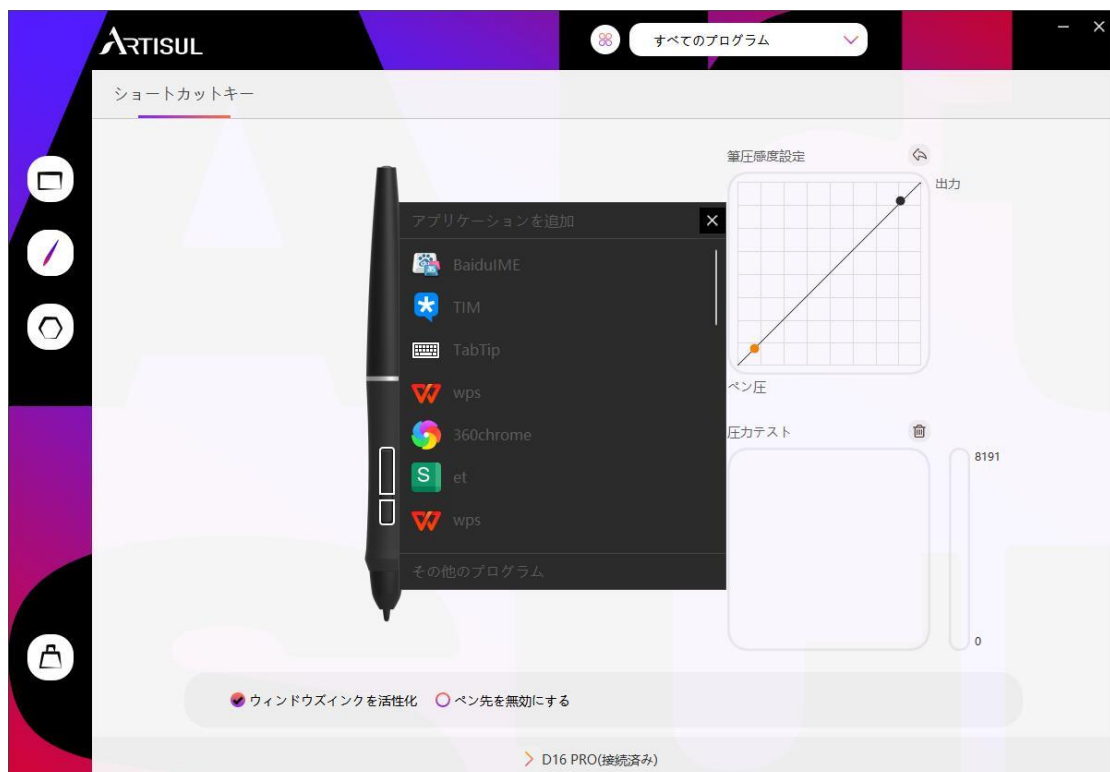 ARTISUL
すべてのプログラム
ショートカットキー
筆圧感度設定
出力
アプリケーションを追加
BaiduIME
TIM
TabTip
wps
360chrome
S et
wps
その他のプログラム
ペン圧
圧力テスト
8191
0
ウィンドウズインクを活性化
ペン先を無効にする
D16 PRO(接続済み)